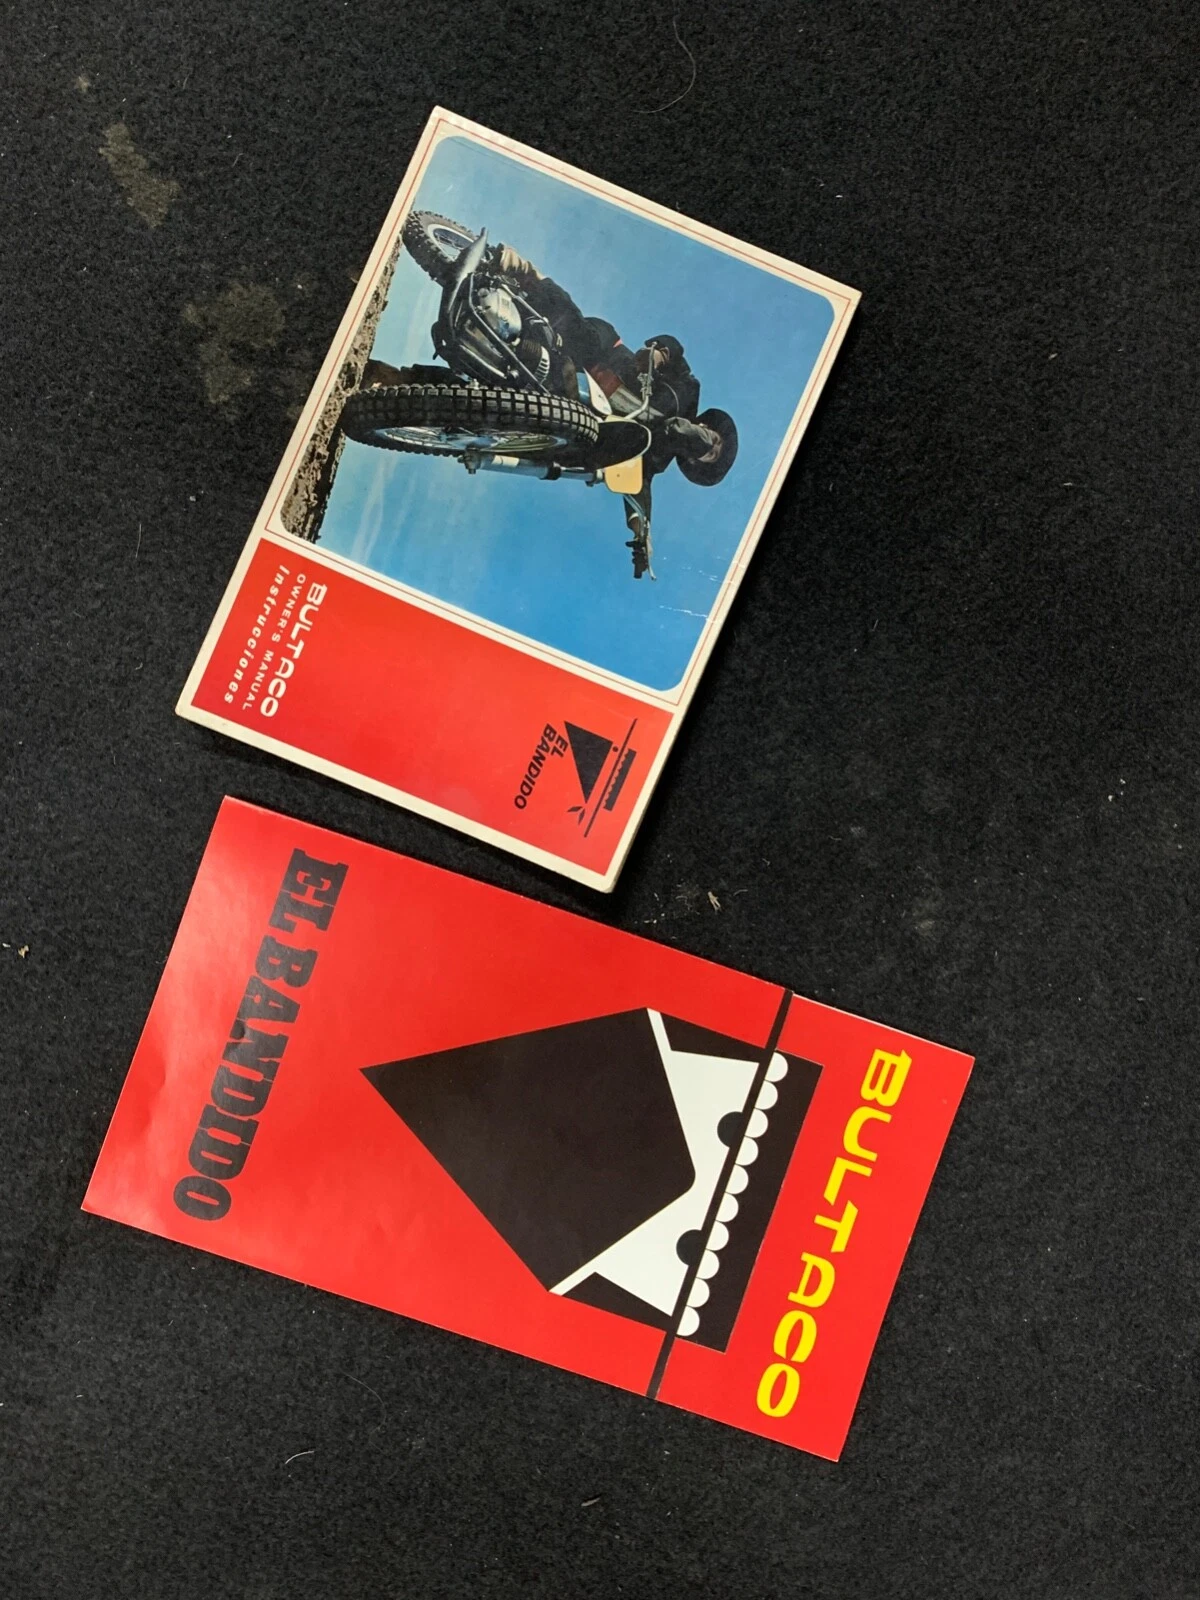 BULTACO
OWNER'S MANUAL
Instrucciones
EL
BANDIDO
BULTACO
EL BANDIDO